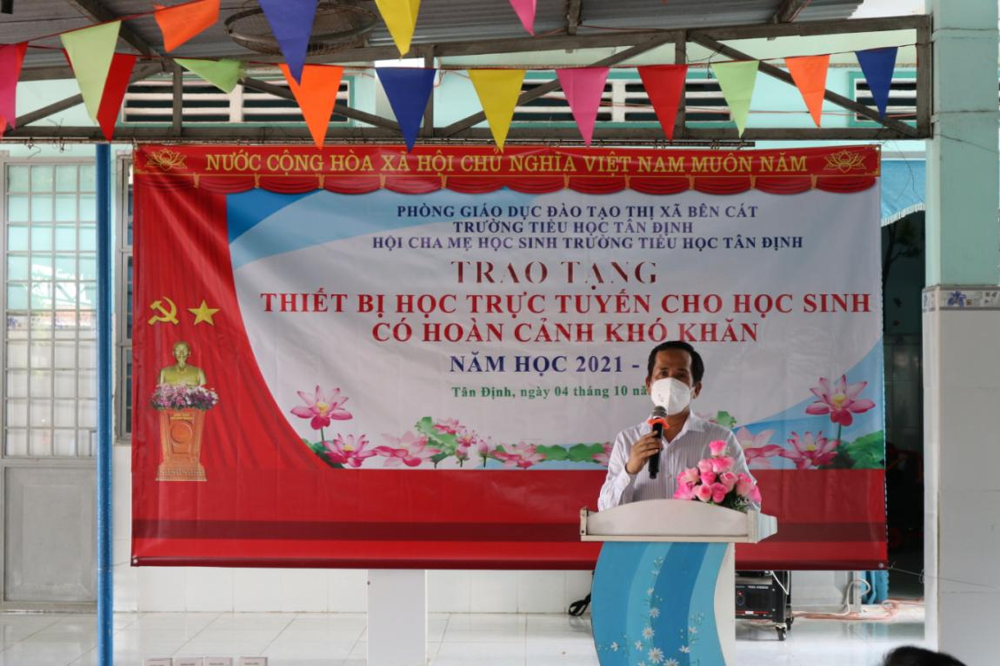 NƯỚC CỘNG HÒA XÃ HỘI CHỦ NGHĨA VIỆT NAM MUÔN NĂM
PHÒNG GIÁO DỤC ĐÀO TẠO THỊ XÃ BẾN CÁT
TRƯỜNG TIỂU HỌC TÂN ĐỊNH
HỘI CHA MẸ HỌC SINH TRƯỜNG TIỂU HỌC TÂN ĐỊNH
TRAO TẶNG
THIẾT BỊ HỌC TRỰC TUYẾN CHO HỌC SINH
CÓ HOÀN CẢNH KHÓ KHĂN
NĂM HỌC 2021 -
Tân Định, ngày 04 tháng 10 nă